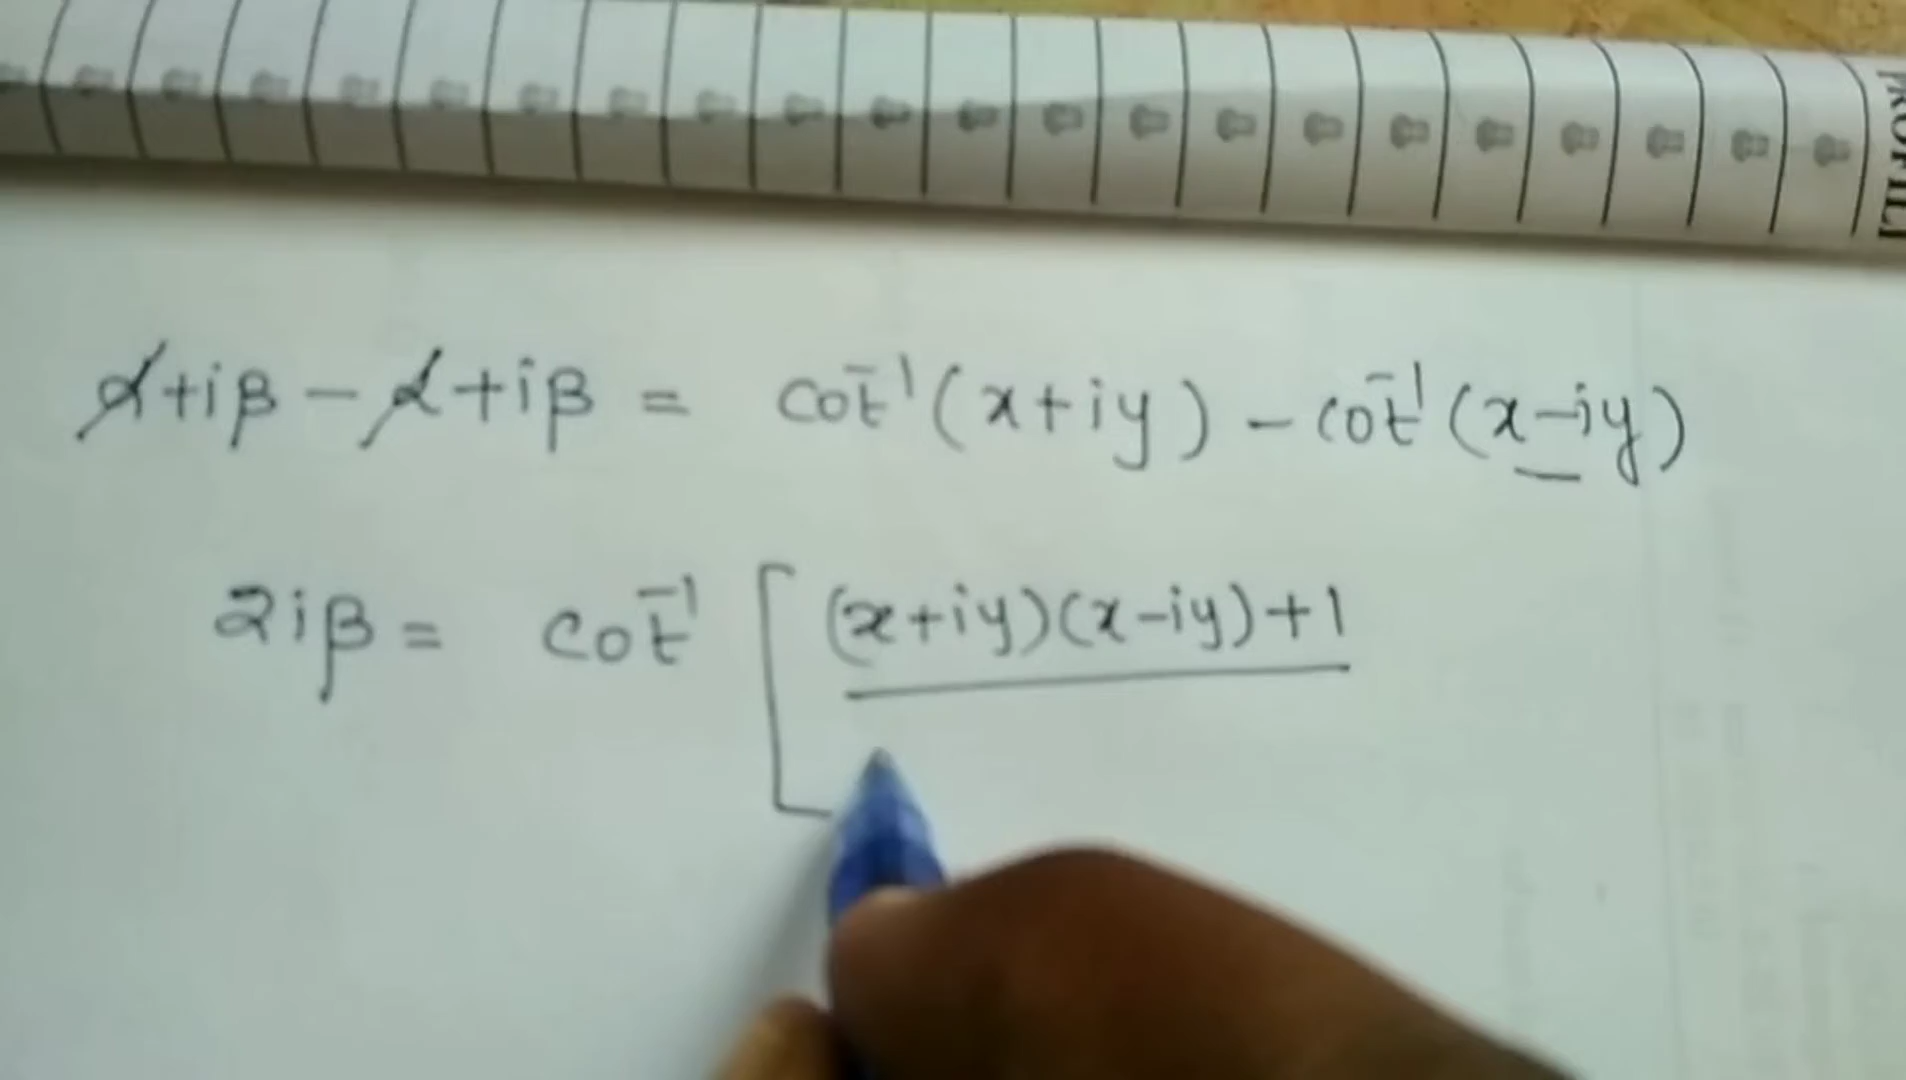 α+iβ-α+iβ = cot⁻¹(x+iy) - cot⁻¹(x-iy)
2iβ = cot⁻¹ [(x+iy)(x-iy)+1